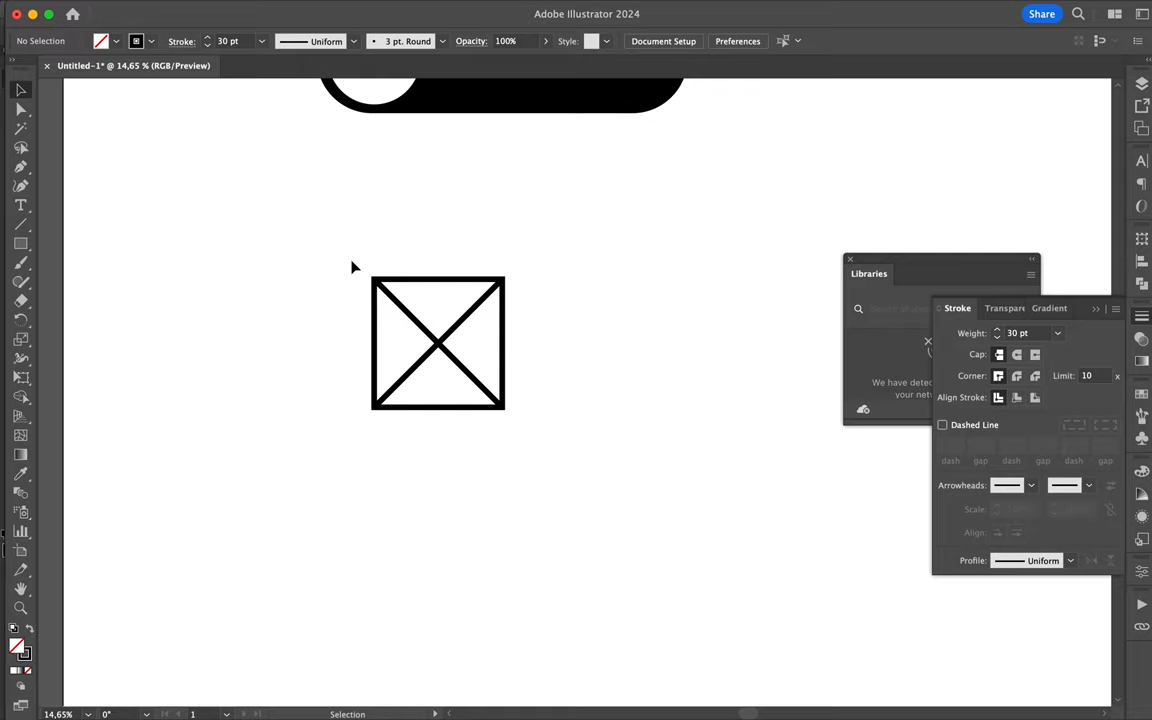 Adobe Illustrator 2024
Share
No Selection
Stroke:
30 pt
Uniform
3 pt. Round
Opacity:
100%
Style:
Document Setup
Preferences
Untitled-1* @ 14,65 % (RGB/Preview)
Libraries
We have detec
your netw
Stroke
Transpare
Gradient
Weight:
30 pt
Cap:
Corner:
Limit:
10
x
Align Stroke:
Dashed Line
dash gap dash gap dash gap
Arrowheads:
Scale:
Align:
Profile:
Uniform
14,65%
0°
1
Selection